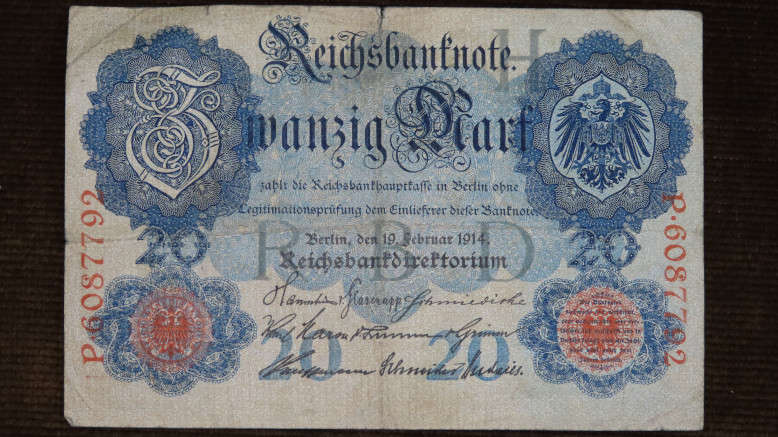 Reichsbanknote.
H
Zwanzig Mark
zahlt die Reichsbankhauptkasse in Berlin ohne
Legitimationsprüfung dem Einlieferer dieser Banknote.
20
20
Berlin, den 19. Februar 1914.
R B D
Reichsbankdirektorium
P·6087792
P·6087792
20
20